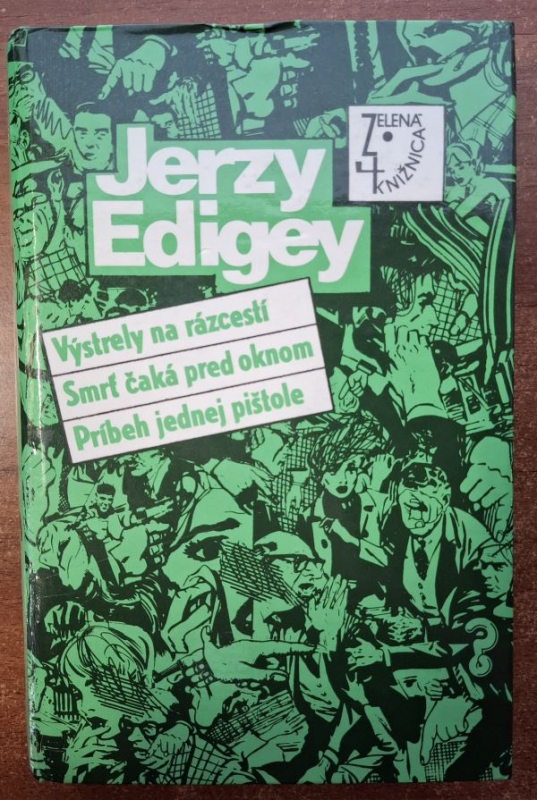 Jerzy
Edigey
ZELENÁ
KNIŽNICA
Výstrely na rázcestí
Smrť čaká pred oknom
Príbeh jednej pištole